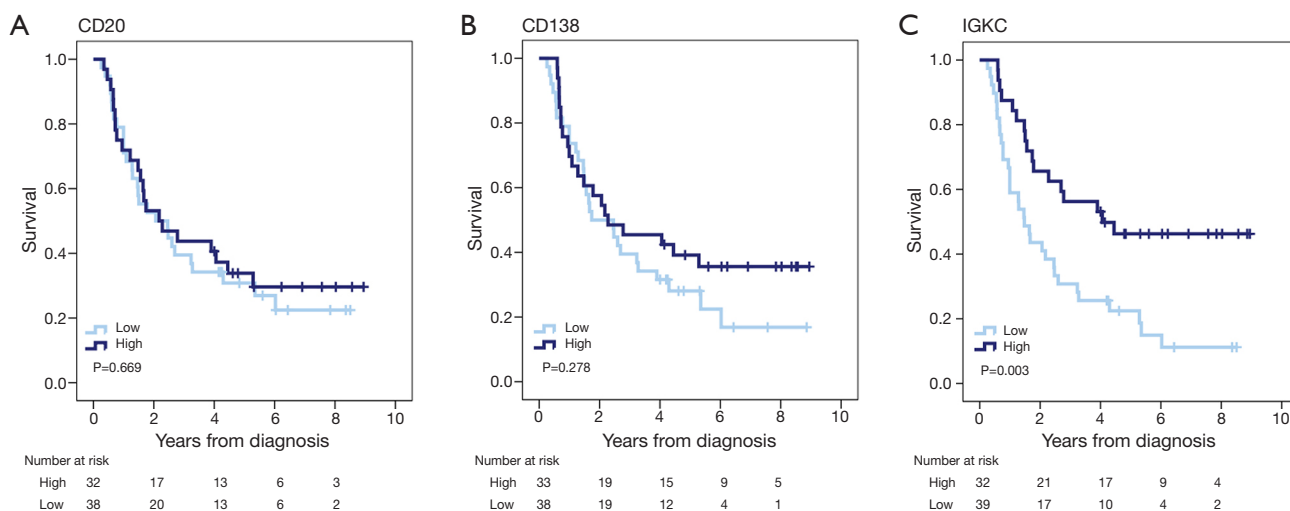 A
CD20
1.0
0.8
0.6
0.4
0.2
0.0
Survival
Low
High
P=0.669
0 2 4 6 8 10
Years from diagnosis
Number at risk
High 32 17 13 6 3
Low 38 20 13 6 2
B
CD138
1.0
0.8
0.6
0.4
0.2
0.0
Survival
Low
High
P=0.278
0 2 4 6 8 10
Years from diagnosis
Number at risk
High 33 19 15 9 5
Low 38 19 12 4 1
C
IGKC
1.0
0.8
0.6
0.4
0.2
0.0
Survival
Low
High
P=0.003
0 2 4 6 8 10
Years from diagnosis
Number at risk
High 32 21 17 9 4
Low 39 17 10 4 2